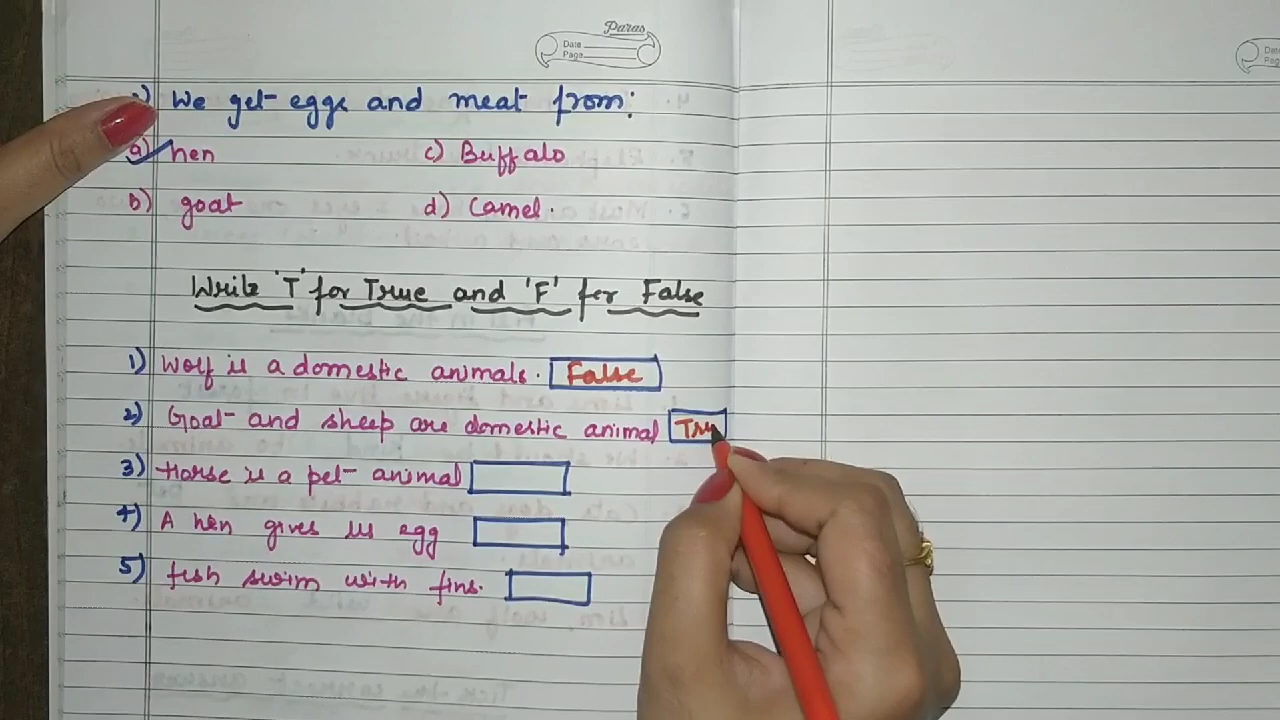 Paras
Date
Page
We get eggs and meat from:
a) hen c) Buffalo
b) goat d) Camel.
Write 'T' for True and 'F' for False
1) Wolf is a domestic animals. False
2) Goat and sheep are domestic animal Tru
3) Horse is a pet animal
4) A hen gives us egg
5) fish swim with fins.
Date
Pag